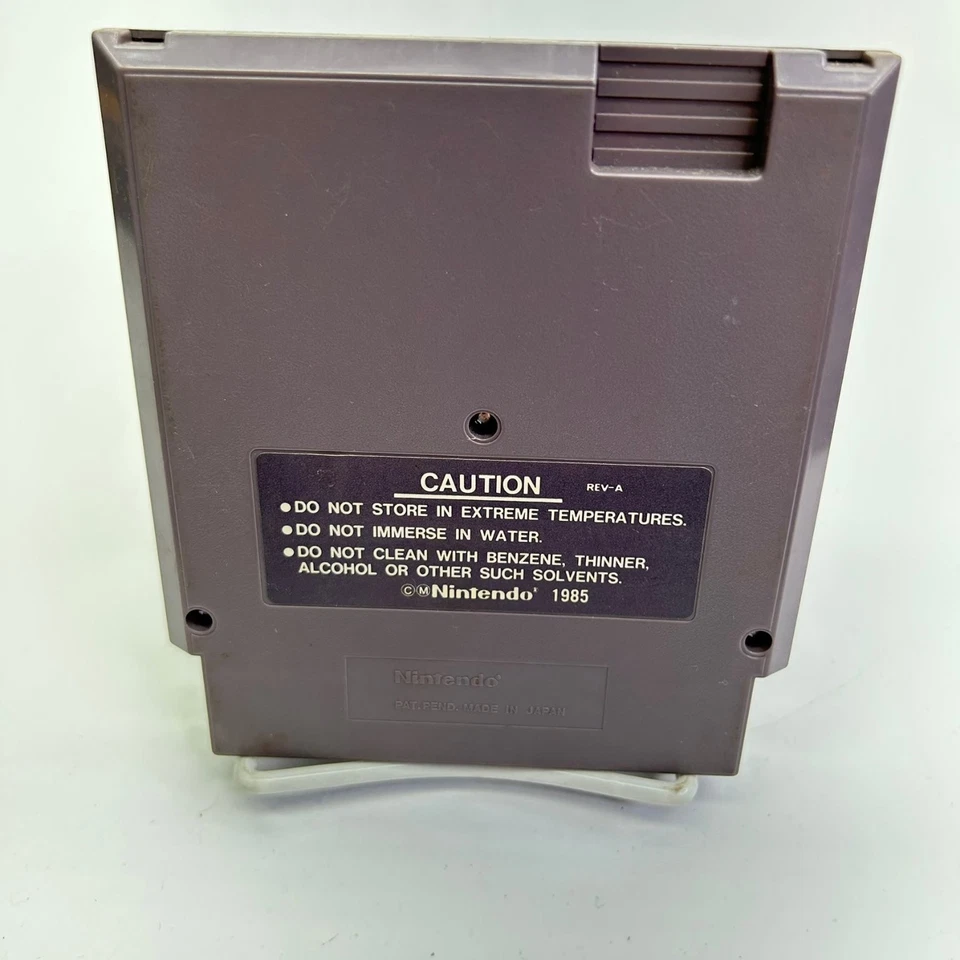 CAUTION REV-A
●DO NOT STORE IN EXTREME TEMPERATURES.
●DO NOT IMMERSE IN WATER.
●DO NOT CLEAN WITH BENZENE, THINNER,
ALCOHOL OR OTHER SUCH SOLVENTS.
ⒸⓂNintendo® 1985
Nintendo®
PAT. PEND. MADE IN JAPAN